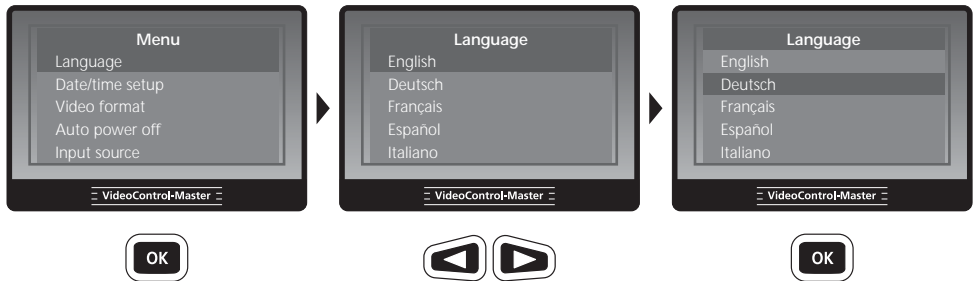 Menu
Language
Date/time setup
Video format
Auto power off
Input source
VideoControl-Master
OK
Language
English
Deutsch
Français
Español
Italiano
VideoControl-Master
Language
English
Deutsch
Français
Español
Italiano
VideoControl-Master
OK